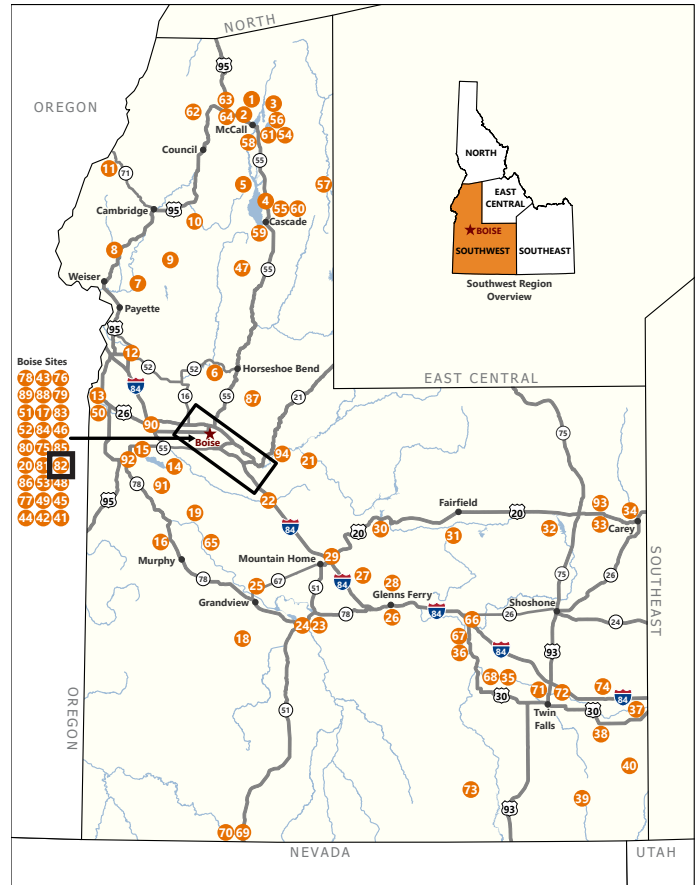 NORTH
95
OREGON
63
1
3
62
64
2
56
McCall
61
54
58
Council
55
11
71
5
57
Cambridge
95
4
55
60
10
Cascade
59
8
9
47
55
Weiser
7
Payette
95
NORTH
EAST
CENTRAL
BOISE
SOUTHWEST
SOUTHEAST
Southwest Region
Overview
12
52
52
6
Horseshoe Bend
EAST CENTRAL
84
16
55
87
21
Boise Sites
78 43 76
89 88 79
51 17 83
52 84 46
80 75 85
20 81 82
86 53 48
77 49 45
44 42 41
13
50
26
90
Boise
15
55
92
14
94
21
78
91
95
22
19
84
75
Fairfield
20
93
34
16
65
20
30
31
32
33
Carey
Murphy
Mountain Home
29
78
67
25
51
84
27
28
75
26
SOUTHEAST
Grandview
Glenns Ferry
Shoshone
24
23
78
26
84
66
26
24
18
67
36
84
93
68
35
71
72
74
84
30
30
37
Twin
Falls
38
OREGON
51
40
73
93
39
70
69
NEVADA
UTAH